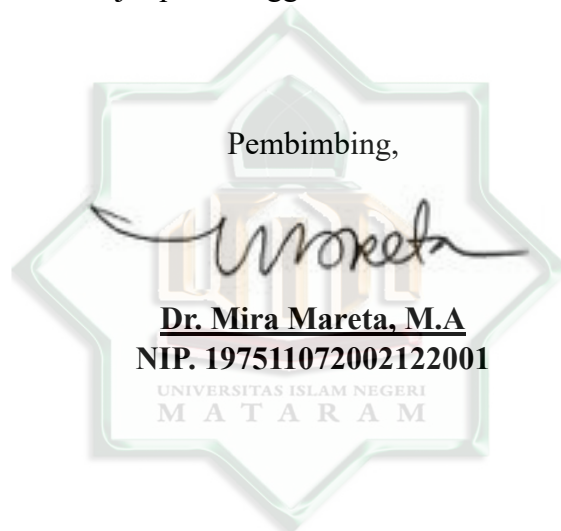 Pembimbing,
Dr. Mira Mareta, M.A
NIP. 197511072002122001
UNIVERSITAS ISLAM NEGERI
MATARAM